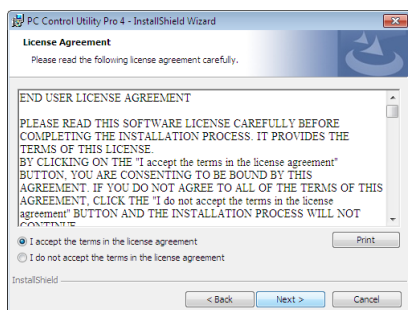 PC Control Utility Pro 4 - InstallShield Wizard
License Agreement
Please read the following license agreement carefully.
END USER LICENSE AGREEMENT
PLEASE READ THIS SOFTWARE LICENSE CAREFULLY BEFORE
COMPLETING THE INSTALLATION PROCESS. IT PROVIDES THE
TERMS OF THIS LICENSE.
BY CLICKING ON THE "I accept the terms in the license agreement"
BUTTON, YOU ARE CONSENTING TO BE BOUND BY THIS
AGREEMENT. IF YOU DO NOT AGREE TO ALL OF THE TERMS OF THIS
AGREEMENT, CLICK THE "I do not accept the terms in the license
agreement" BUTTON AND THE INSTALLATION PROCESS WILL NOT
CONTINUE
I accept the terms in the license agreement
Print
I do not accept the terms in the license agreement
InstallShield
< Back
Next >
Cancel